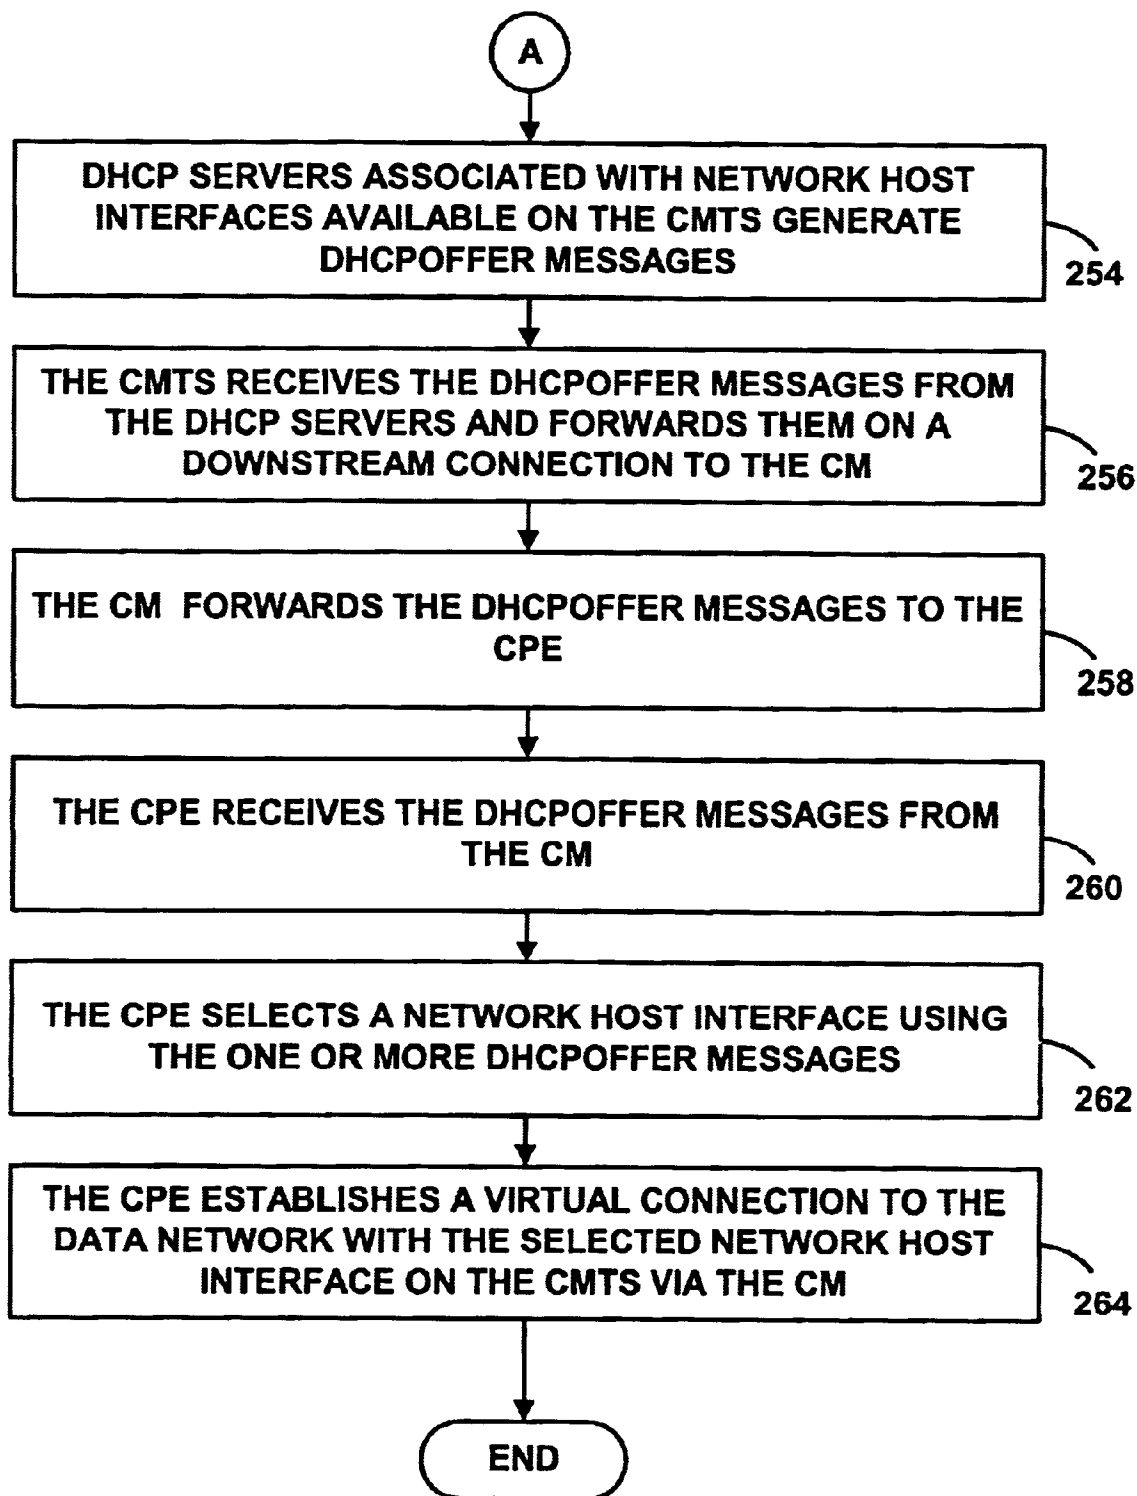 A
DHCP SERVERS ASSOCIATED WITH NETWORK HOST
INTERFACES AVAILABLE ON THE CMTS GENERATE
DHCPOFFER MESSAGES
254
THE CMTS RECEIVES THE DHCPOFFER MESSAGES FROM
THE DHCP SERVERS AND FORWARDS THEM ON A
DOWNSTREAM CONNECTION TO THE CM
256
THE CM FORWARDS THE DHCPOFFER MESSAGES TO THE
CPE
258
THE CPE RECEIVES THE DHCPOFFER MESSAGES FROM
THE CM
260
THE CPE SELECTS A NETWORK HOST INTERFACE USING
THE ONE OR MORE DHCPOFFER MESSAGES
262
THE CPE ESTABLISHES A VIRTUAL CONNECTION TO THE
DATA NETWORK WITH THE SELECTED NETWORK HOST
INTERFACE ON THE CMTS VIA THE CM
264
END